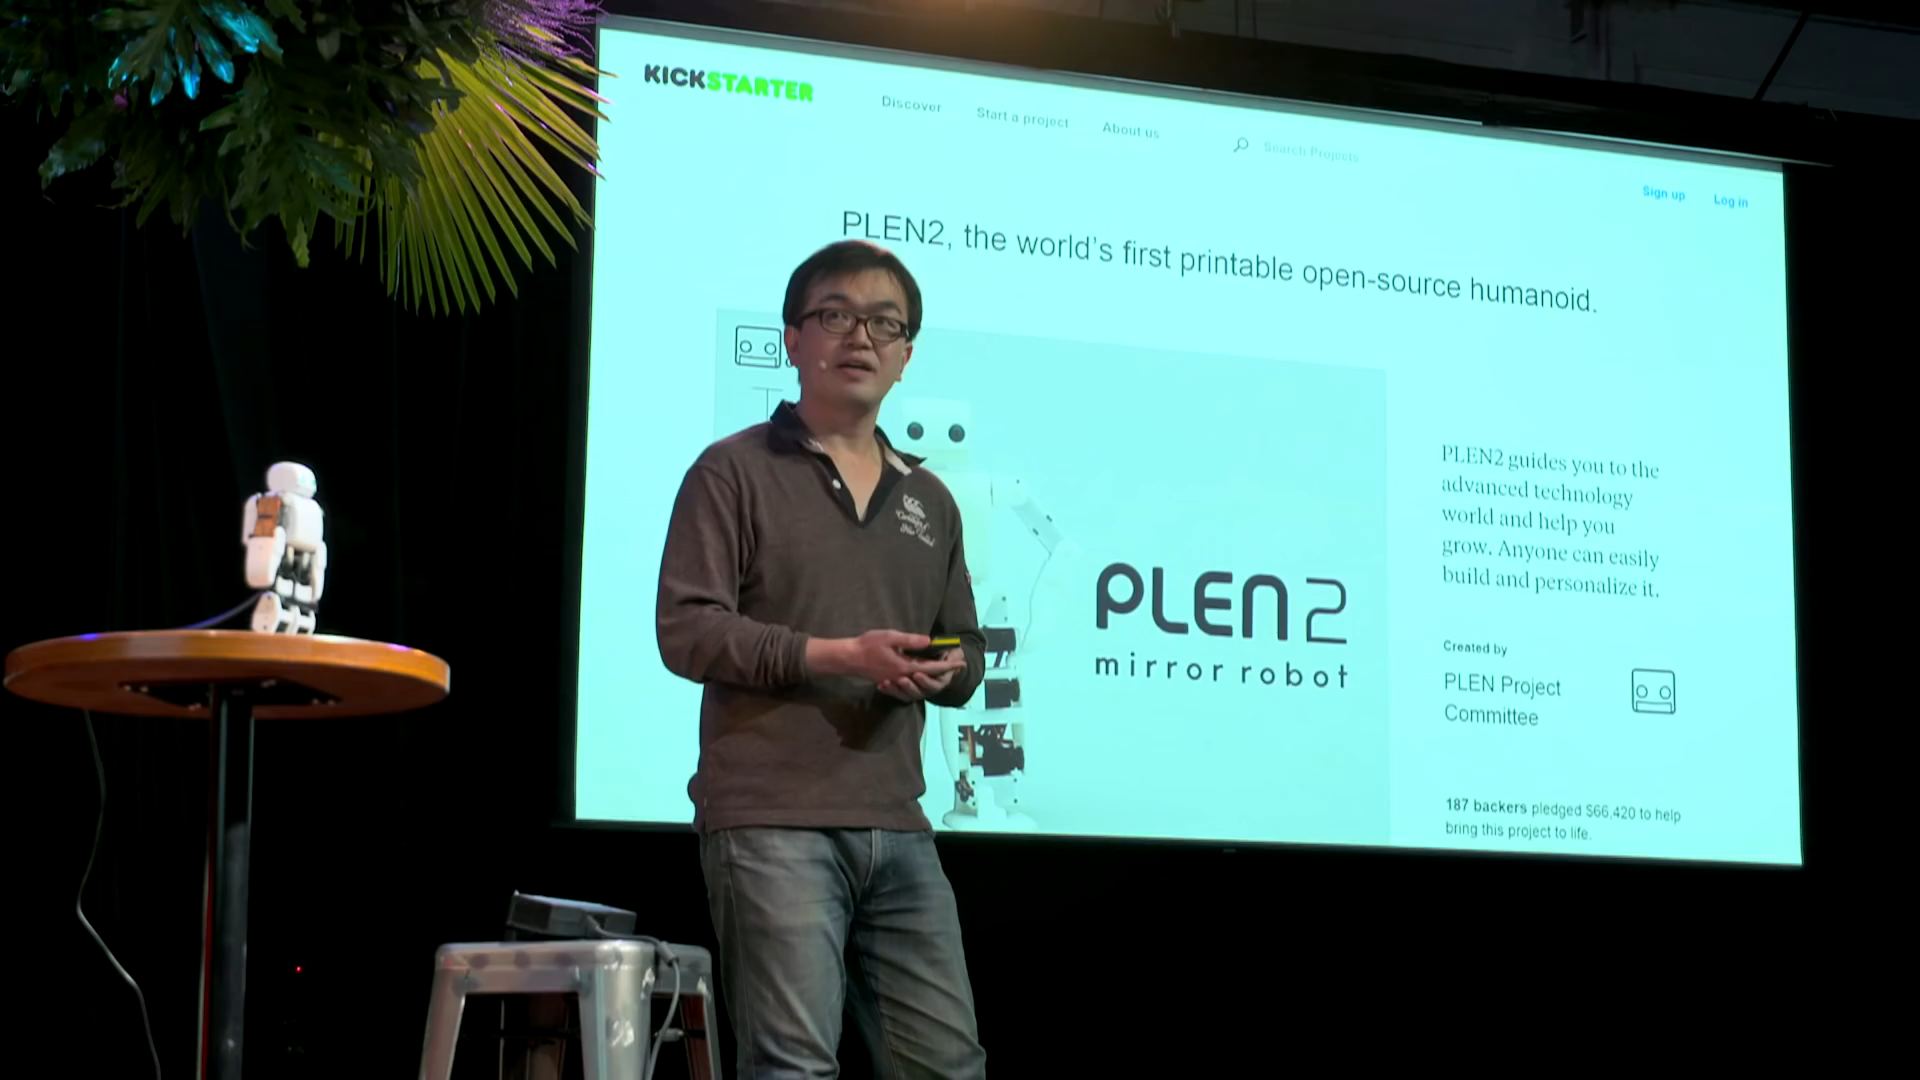 KICKSTARTER
Discover
Start a project
About us
Search Projects
Sign up
Log in
PLEN2, the world's first printable open-source humanoid.
PLEN2
mirror robot
PLEN2 guides you to the
advanced technology
world and help you
grow. Anyone can easily
build and personalize it.
Created by
PLEN Project
Committee
187 backers pledged $66,420 to help
bring this project to life.